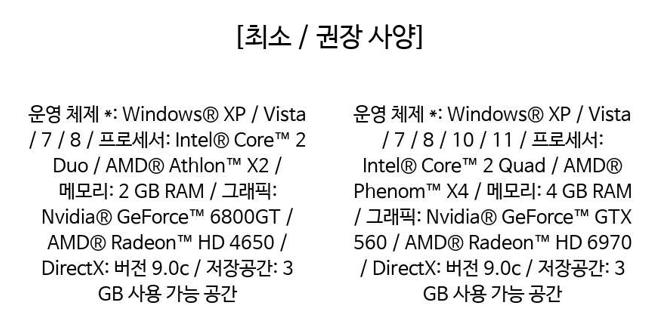 [최소 / 권장 사양]
운영 체제 *: Windows® XP / Vista
/ 7 / 8 / 프로세서: Intel® Core™ 2
Duo / AMD® Athlon™ X2 /
메모리: 2 GB RAM / 그래픽:
Nvidia® GeForce™ 6800GT /
AMD® Radeon™ HD 4650 /
DirectX: 버전 9.0c / 저장공간: 3
GB 사용 가능 공간
운영 체제 *: Windows® XP / Vista
/ 7 / 8 / 10 / 11 / 프로세서:
Intel® Core™ 2 Quad / AMD®
Phenom™ X4 / 메모리: 4 GB RAM
/ 그래픽: Nvidia® GeForce™ GTX
560 / AMD® Radeon™ HD 6970
/ DirectX: 버전 9.0c / 저장공간: 3
GB 사용 가능 공간